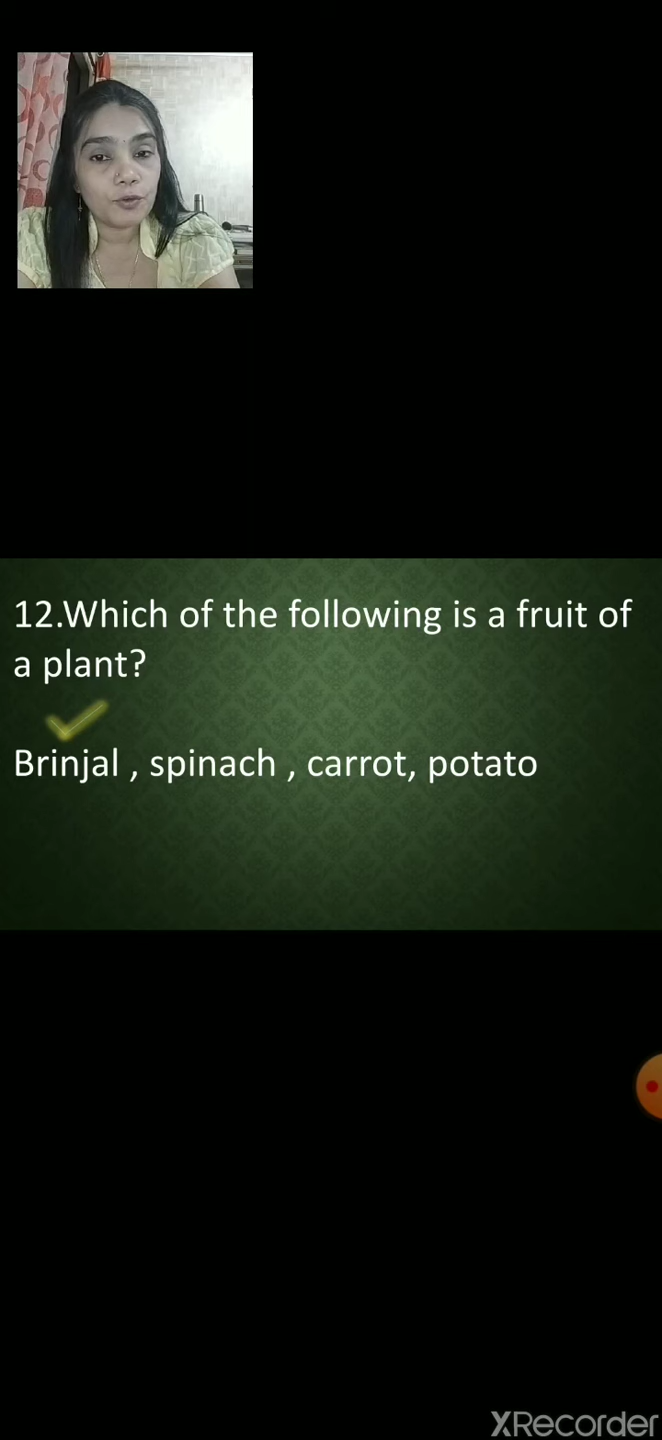 12.Which of the following is a fruit of
a plant?
Brinjal , spinach , carrot, potato
XRecorder